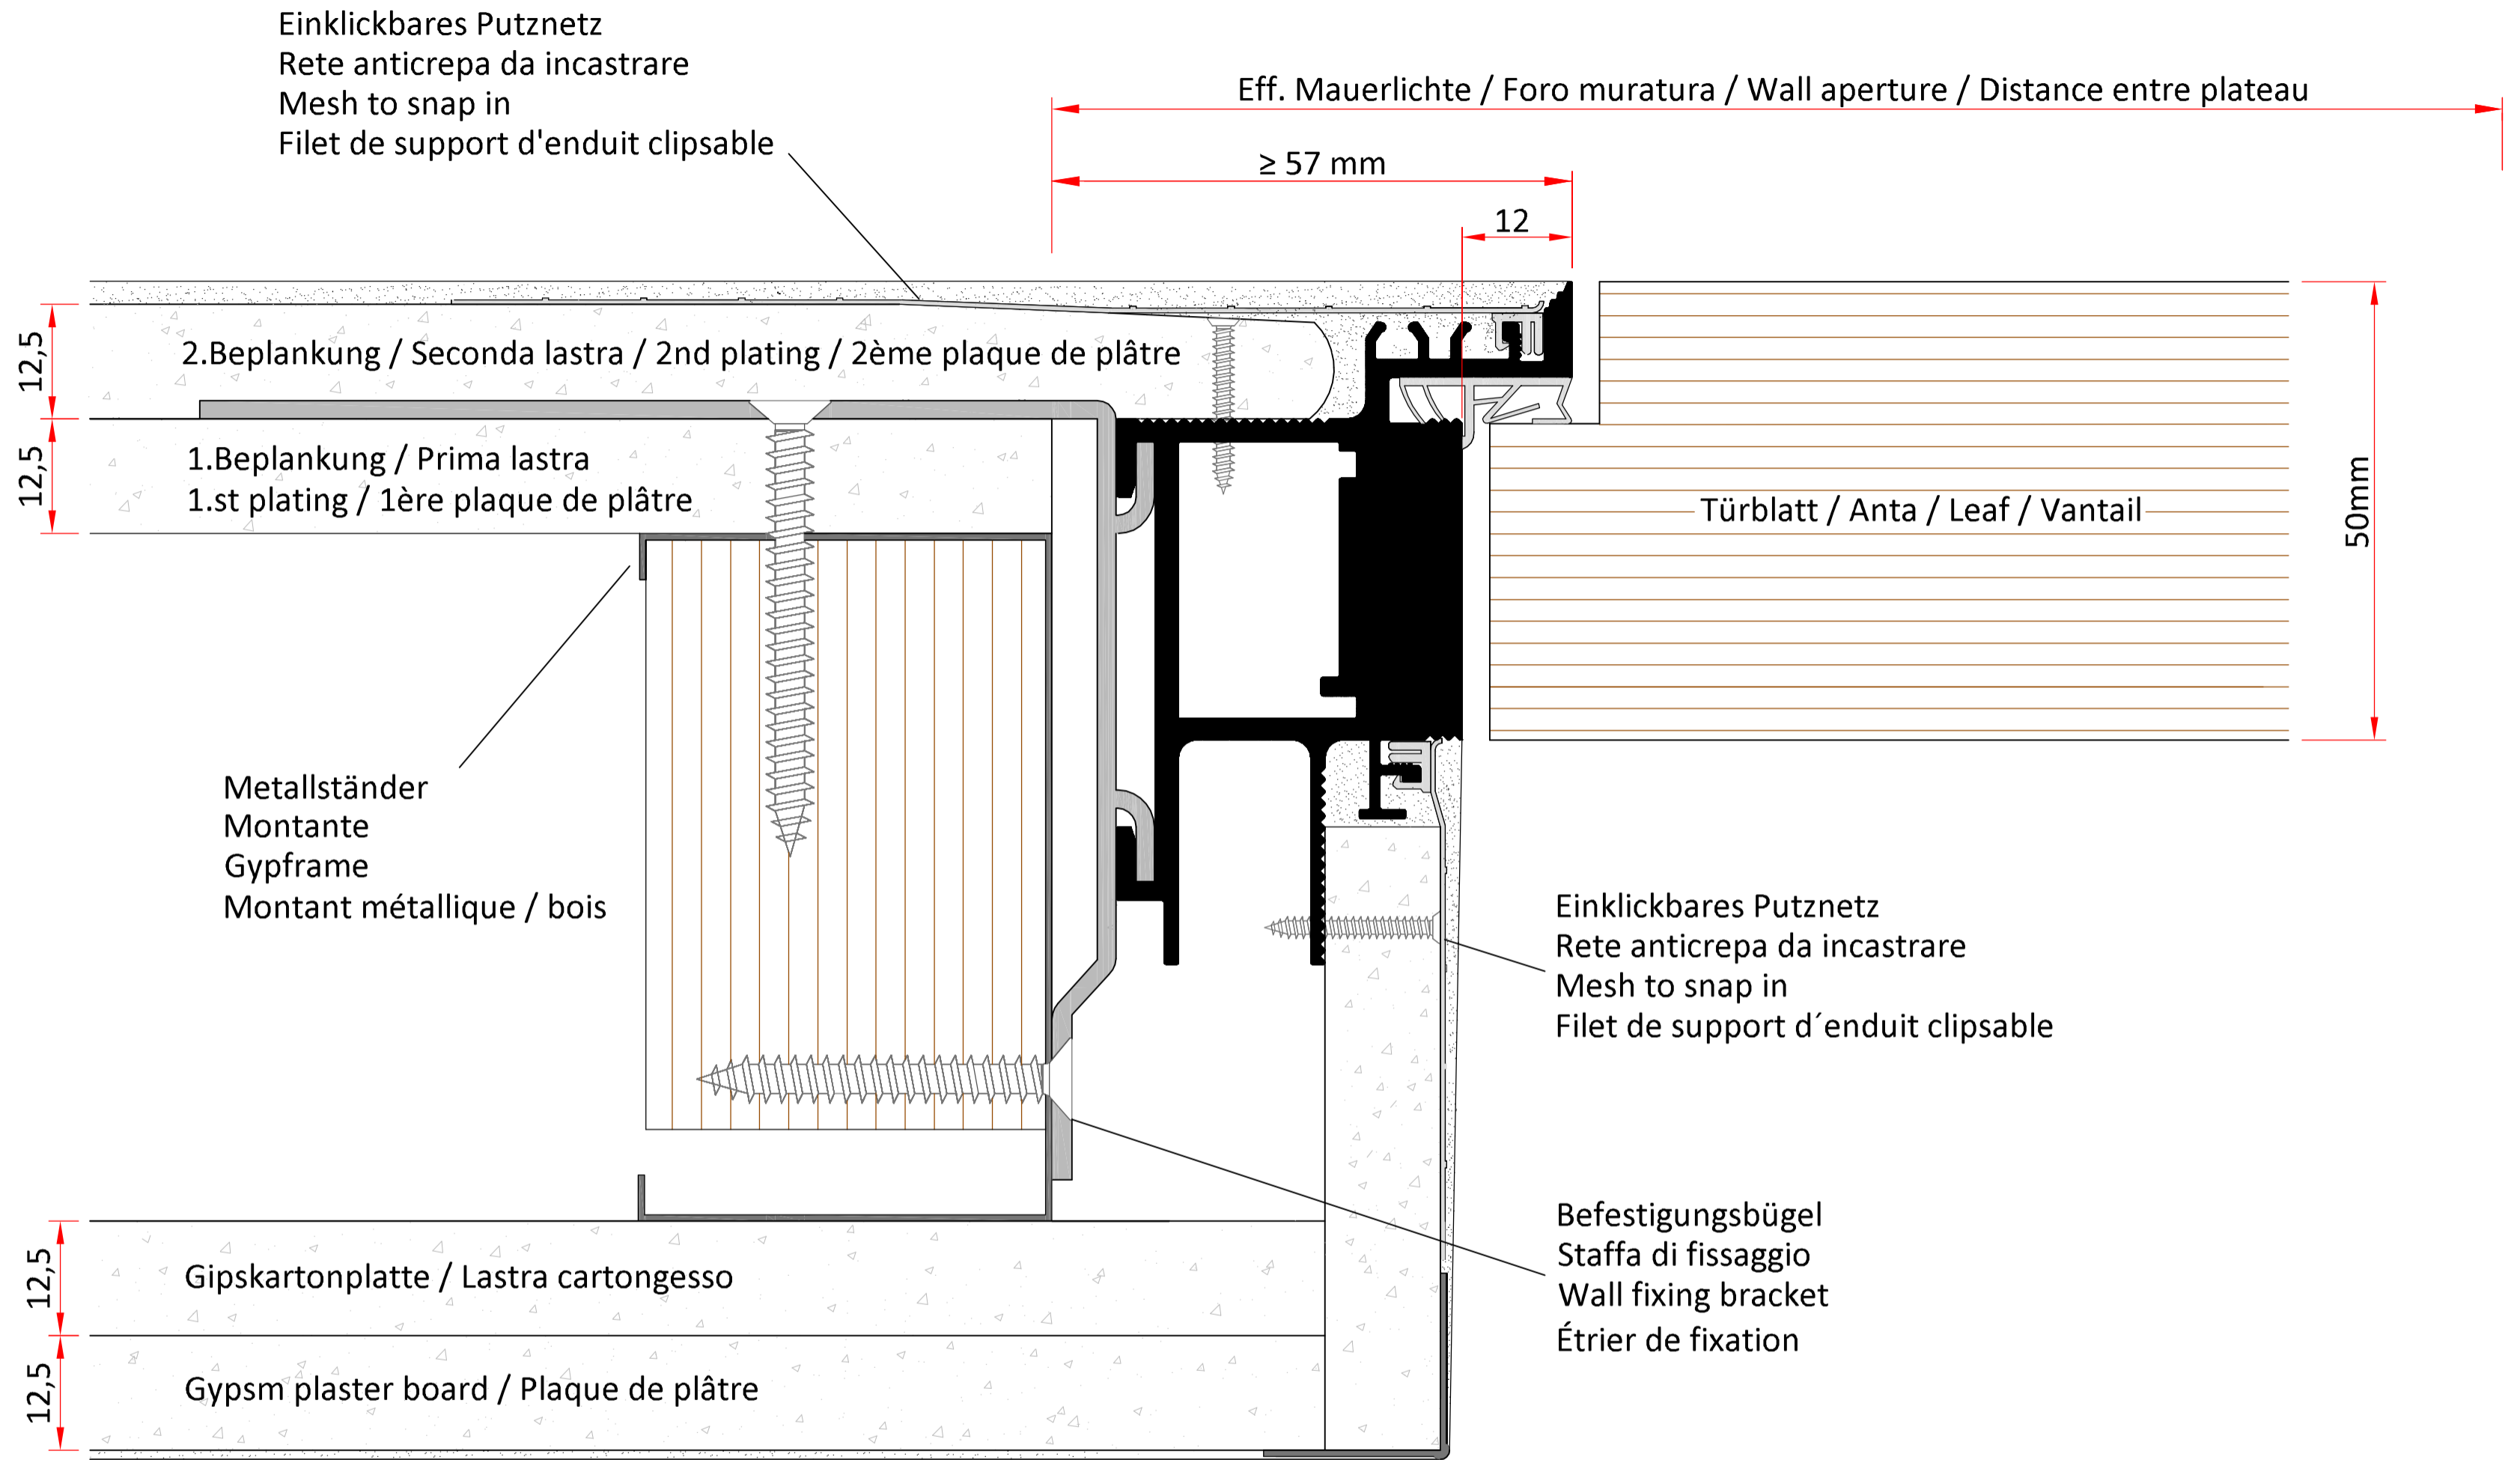 Einklickbares Putznetz
Rete anticrepa da incastrare
Mesh to snap in
Filet de support d'enduit clipsable
Eff. Mauerlichte / Foro muratura / Wall aperture / Distance entre plateau
≥ 57 mm
12
12,5
2.Beplankung / Seconda lastra / 2nd plating / 2ème plaque de plâtre
12,5
1.Beplankung / Prima lastra
1.st plating / 1ère plaque de plâtre
Türblatt / Anta / Leaf / Vantail
50mm
Metallständer
Montante
Gypframe
Montant métallique / bois
Einklickbares Putznetz
Rete anticrepa da incastrare
Mesh to snap in
Filet de support d´enduit clipsable
Befestigungsbügel
Staffa di fissaggio
Wall fixing bracket
Étrier de fixation
12,5
Gipskartonplatte / Lastra cartongesso
12,5
Gypsm plaster board / Plaque de plâtre